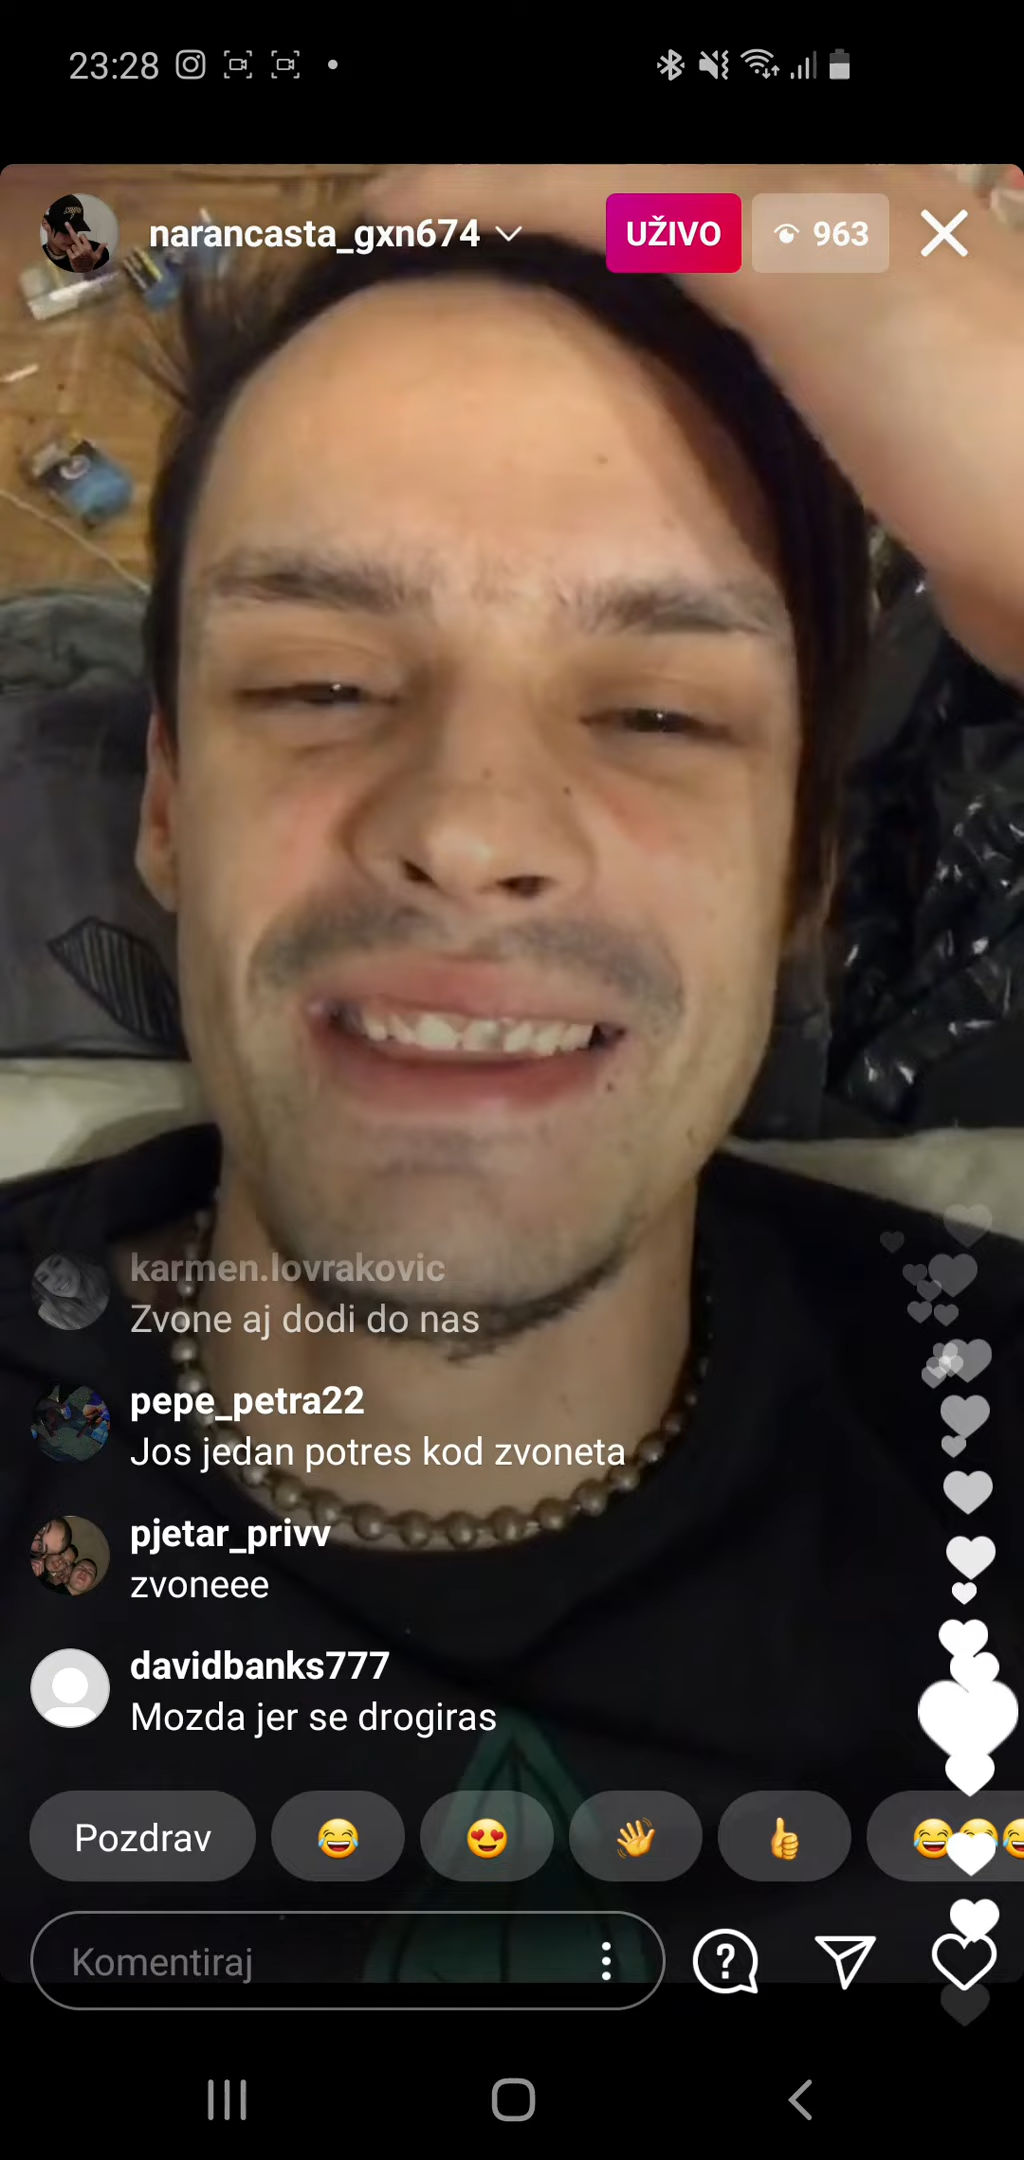 23:28
narancasta_gxn674
UŽIVO
963
karmen.lovrakovic
Zvone aj dodi do nas
pepe_petra22
Jos jedan potres kod zvoneta
pjetar_privv
zvoneee
davidbanks777
Mozda jer se drogiras
Pozdrav
Komentiraj